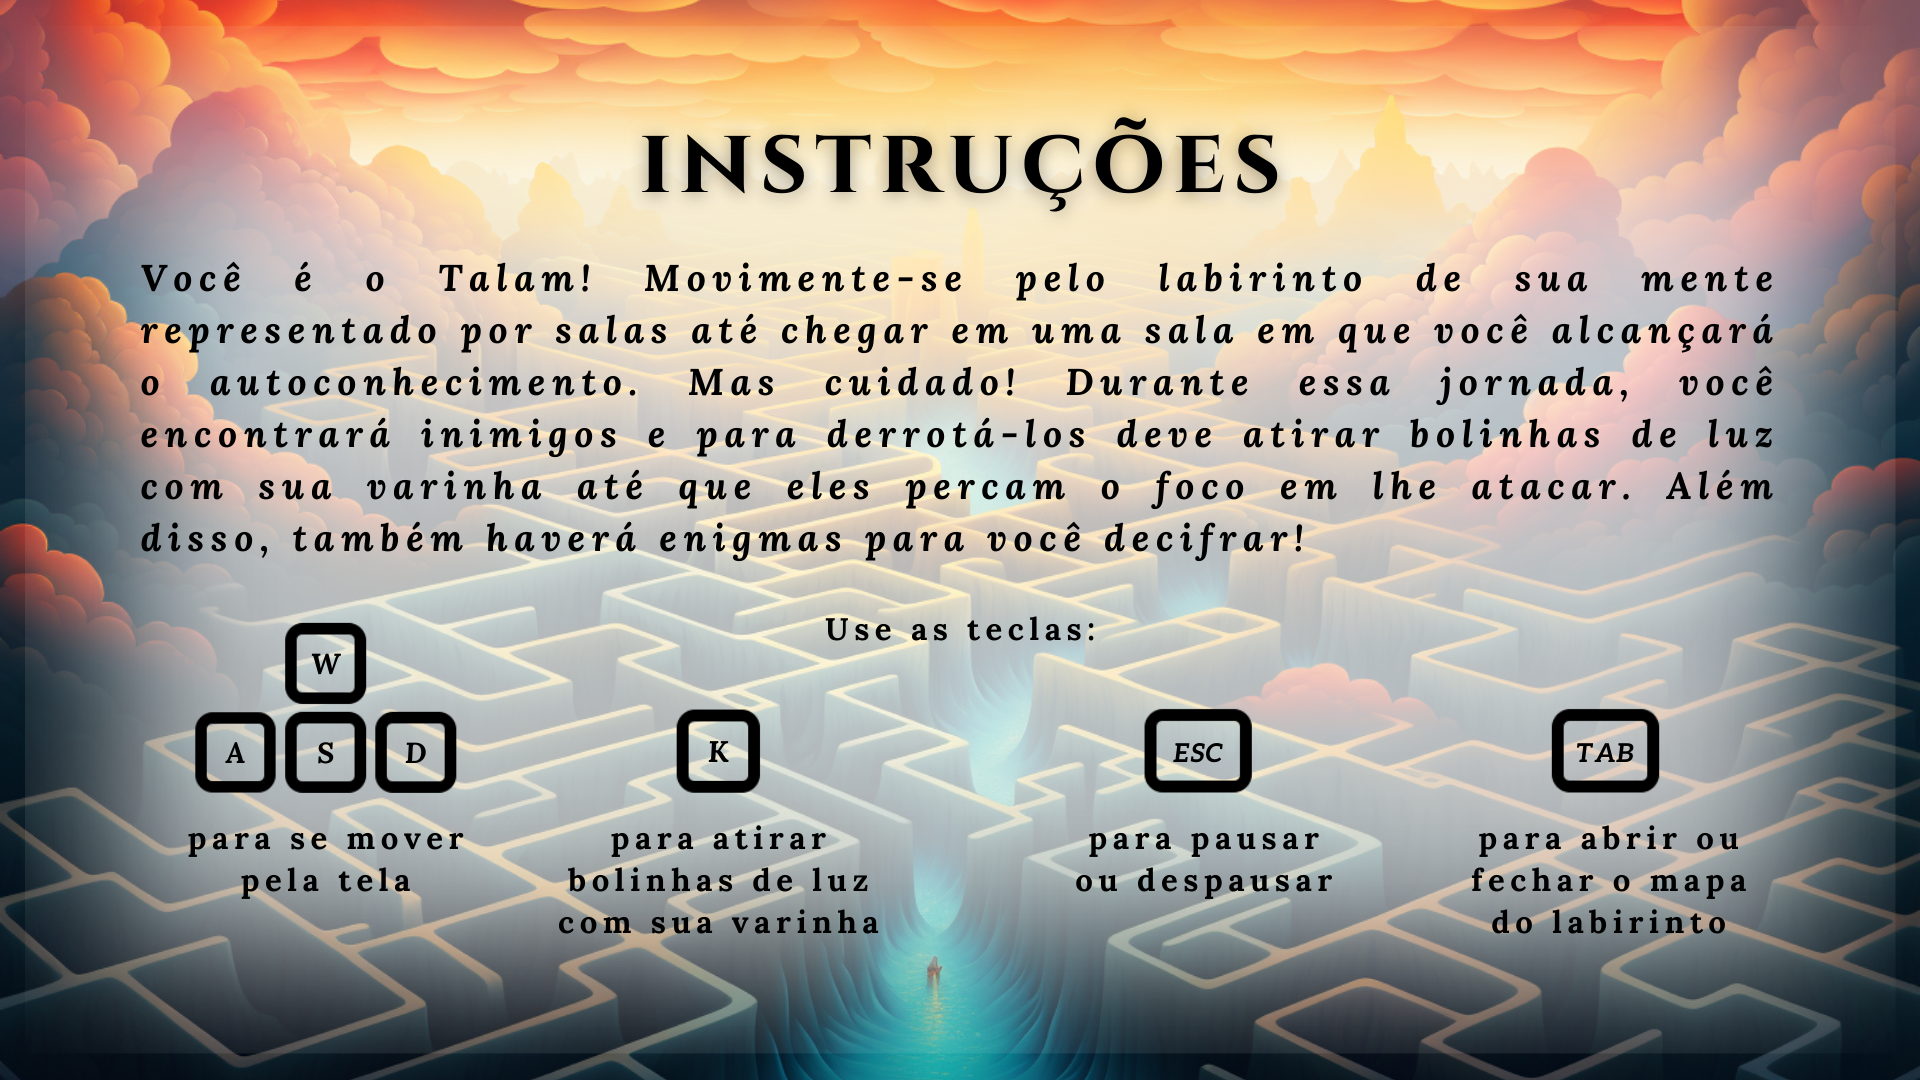 INSTRUÇÕES
Você é o Talam! Movimente-se pelo labirinto de sua mente
representado por salas até chegar em uma sala em que você alcançará
o autoconhecimento. Mas cuidado! Durante essa jornada, você
encontrará inimigos e para derrotá-los deve atirar bolinhas de luz
com sua varinha até que eles percam o foco em lhe atacar. Além
disso, também haverá enigmas para você decifrar!
Use as teclas:
W
A S D
para se mover
pela tela
K
para atirar
bolinhas de luz
com sua varinha
ESC
para pausar
ou despausar
TAB
para abrir ou
fechar o mapa
do labirinto